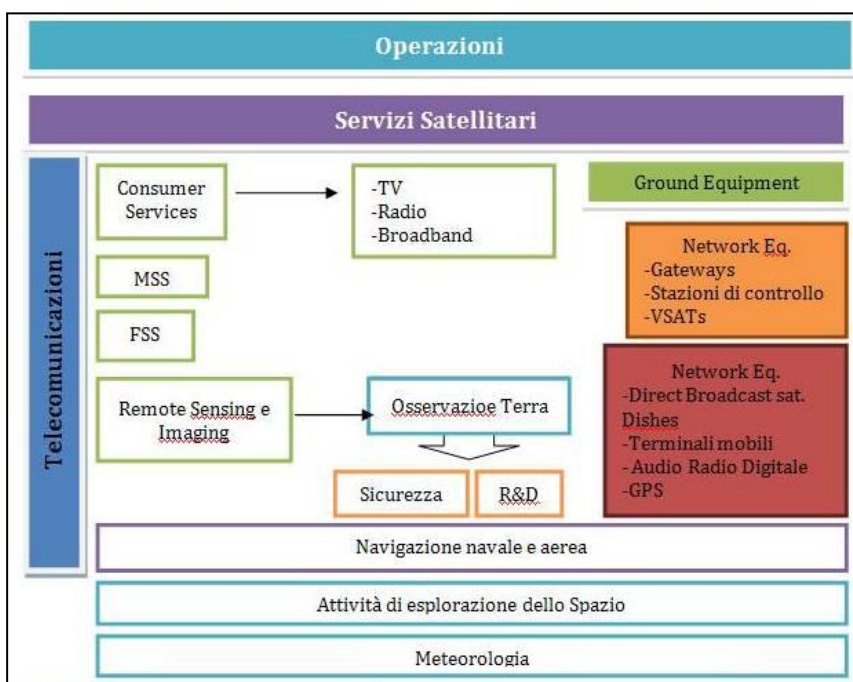 Operazioni
Servizi Satellitari
Telecomunicazioni
Consumer
Services
-TV
-Radio
-Broadband
Ground Equipment
MSS
FSS
Network Eq.
-Gateways
-Stazioni di controllo
-VSATs
Remote Sensing e
Imaging
Osservazioe Terra
Sicurezza
R&D
Network Eq.
-Direct Broadcast sat.
Dishes
-Terminali mobili
- Audio Radio Digitale
-GPS
Navigazione navale e aerea
Attività di esplorazione dello Spazio
Meteorologia